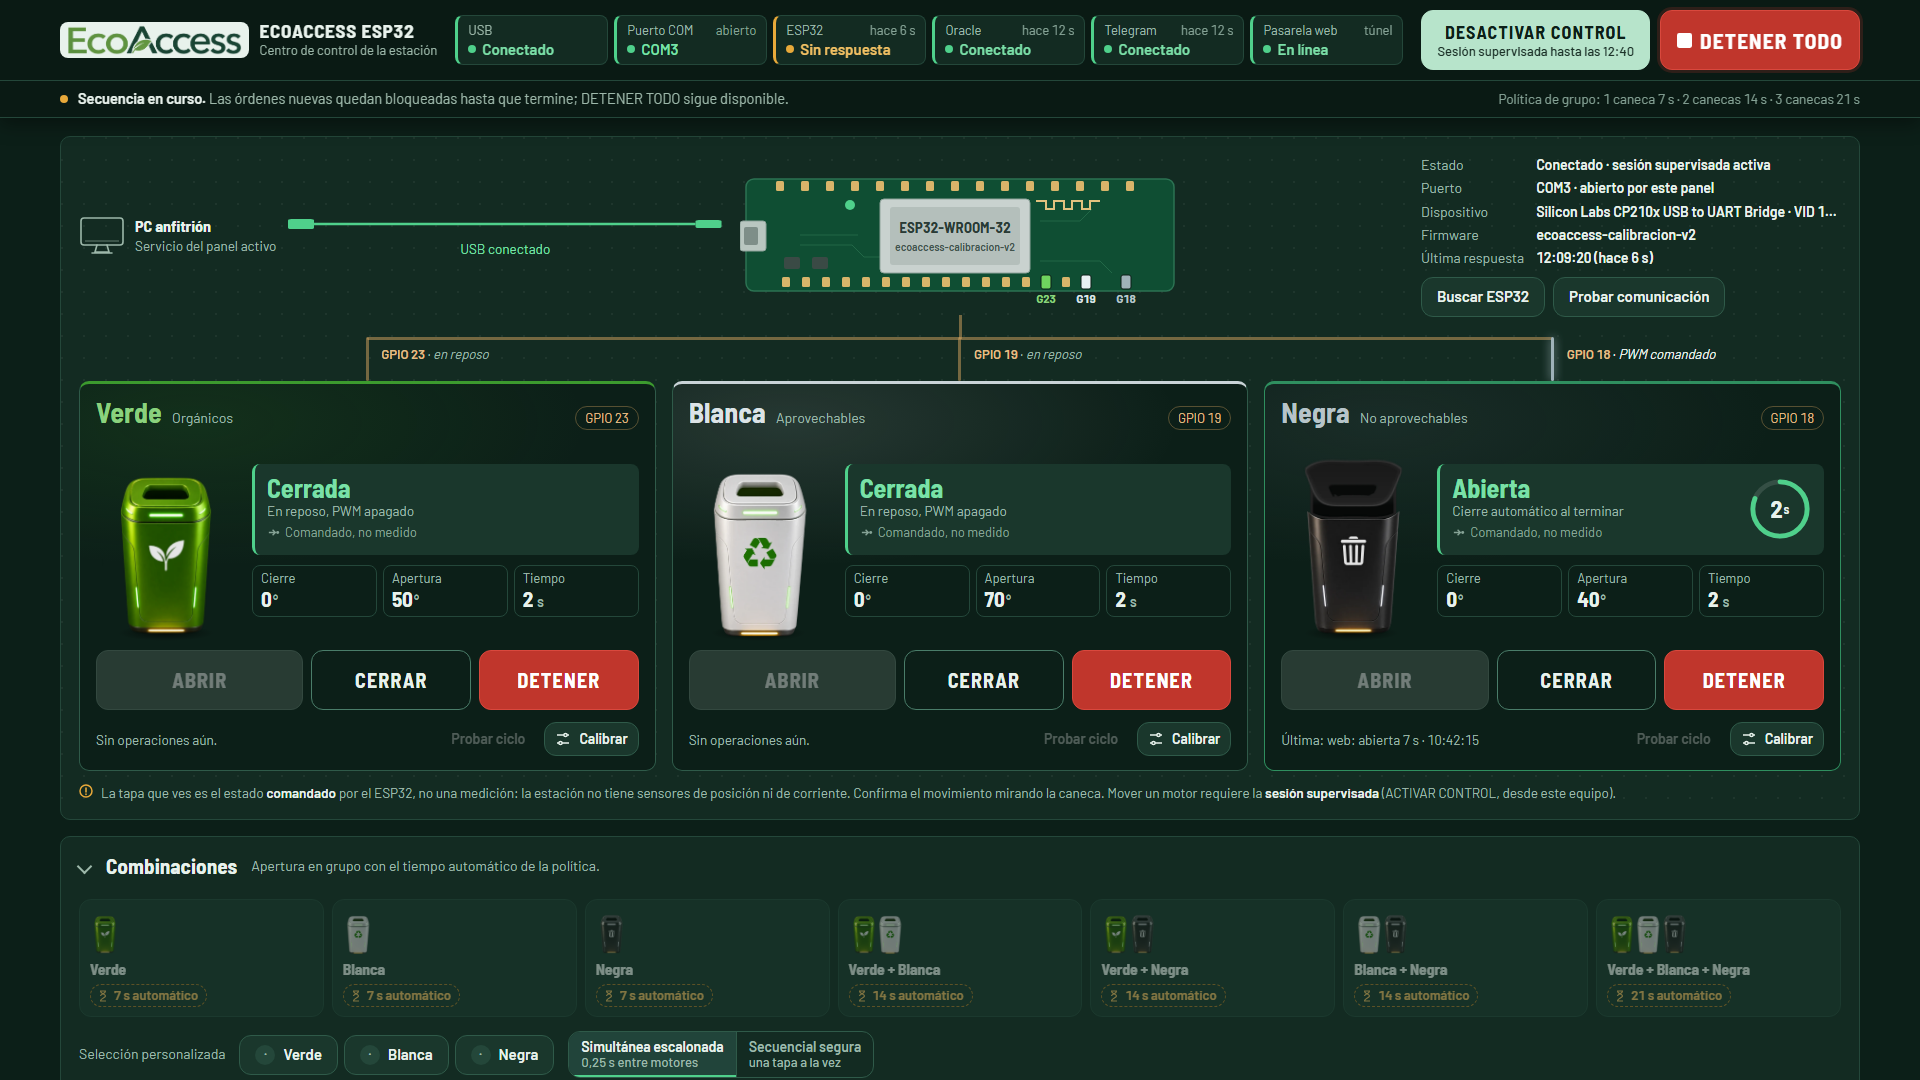 EcoAccess
ECOACCESS ESP32
Centro de control de la estación
USB
Conectado
Puerto COM abierto
COM3
ESP32 hace 6 s
Sin respuesta
Oracle hace 12 s
Conectado
Telegram hace 12 s
Conectado
Pasarela web túnel
En línea
DESACTIVAR CONTROL
Sesión supervisada hasta las 12:40
DETENER TODO
Secuencia en curso. Las órdenes nuevas quedan bloqueadas hasta que termine; DETENER TODO sigue disponible.
Política de grupo: 1 caneca 7 s · 2 canecas 14 s · 3 canecas 21 s
PC anfitrión
Servicio del panel activo
USB conectado
ESP32-WROOM-32
ecoaccess-calibracion-v2
G23 G19 G18
Estado Conectado · sesión supervisada activa
Puerto COM3 · abierto por este panel
Dispositivo Silicon Labs CP210x USB to UART Bridge · VID 1...
Firmware ecoaccess-calibracion-v2
Última respuesta 12:09:20 (hace 6 s)
Buscar ESP32 Probar comunicación
GPIO 23 · en reposo
GPIO 19 · en reposo
GPIO 18 · PWM comandado
Verde Orgánicos GPIO 23
Cerrada
En reposo, PWM apagado
Comandado, no medido
Cierre Apertura Tiempo
0° 50° 2 s
ABRIR CERRAR DETENER
Sin operaciones aún. Probar ciclo Calibrar
Blanca Aprovechables GPIO 19
Cerrada
En reposo, PWM apagado
Comandado, no medido
Cierre Apertura Tiempo
0° 70° 2 s
ABRIR CERRAR DETENER
Sin operaciones aún. Probar ciclo Calibrar
Negra No aprovechables GPIO 18
Abierta
Cierre automático al terminar
Comandado, no medido
2s
Cierre Apertura Tiempo
0° 40° 2 s
ABRIR CERRAR DETENER
Última: web: abierta 7 s · 10:42:15 Probar ciclo Calibrar
La tapa que ves es el estado comandado por el ESP32, no una medición: la estación no tiene sensores de posición ni de corriente. Confirma el movimiento mirando la caneca. Mover un motor requiere la sesión supervisada (ACTIVAR CONTROL, desde este equipo).
Combinaciones Apertura en grupo con el tiempo automático de la política.
Verde
7 s automático
Blanca
7 s automático
Negra
7 s automático
Verde + Blanca
14 s automático
Verde + Negra
14 s automático
Blanca + Negra
14 s automático
Verde + Blanca + Negra
21 s automático
Selección personalizada · Verde · Blanca · Negra
Simultánea escalonada
0,25 s entre motores
Secuencial segura
una tapa a la vez